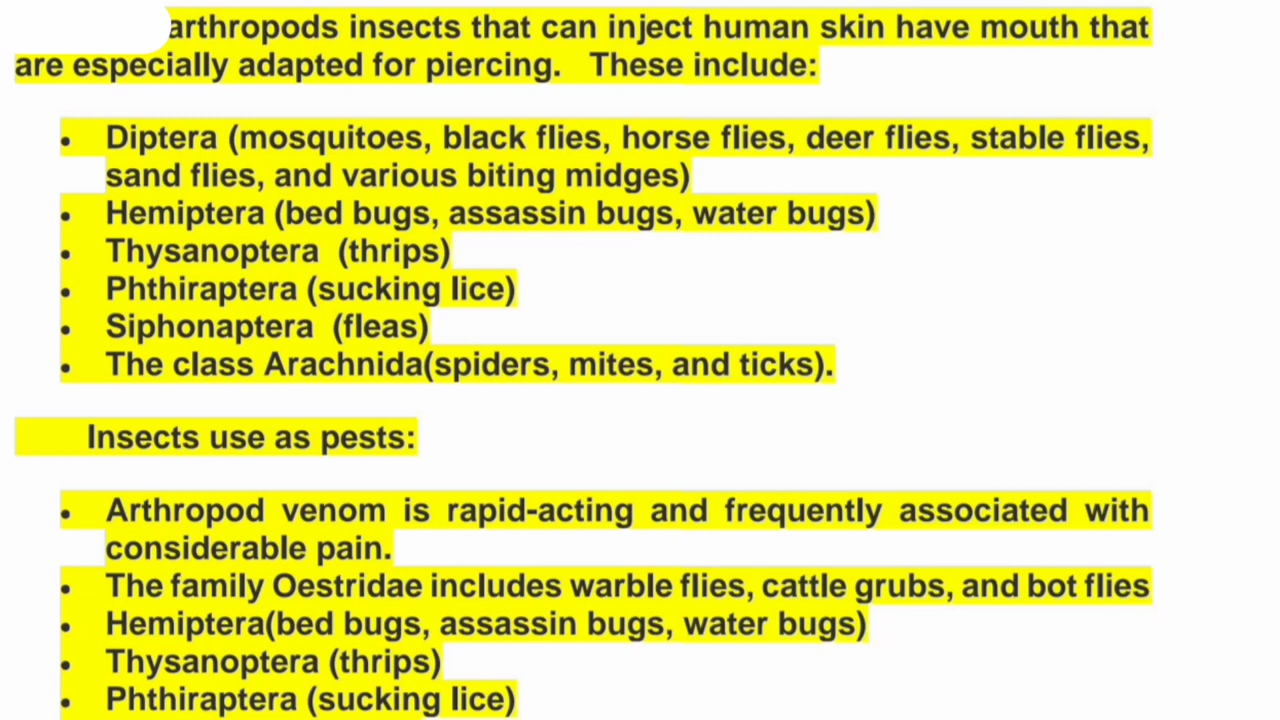 arthropods insects that can inject human skin have mouth that
are especially adapted for piercing. These include:
• Diptera (mosquitoes, black flies, horse flies, deer flies, stable flies,
sand flies, and various biting midges)
• Hemiptera (bed bugs, assassin bugs, water bugs)
• Thysanoptera (thrips)
• Phthiraptera (sucking lice)
• Siphonaptera (fleas)
• The class Arachnida(spiders, mites, and ticks).
Insects use as pests:
• Arthropod venom is rapid-acting and frequently associated with
considerable pain.
• The family Oestridae includes warble flies, cattle grubs, and bot flies
• Hemiptera(bed bugs, assassin bugs, water bugs)
• Thysanoptera (thrips)
• Phthiraptera (sucking lice)